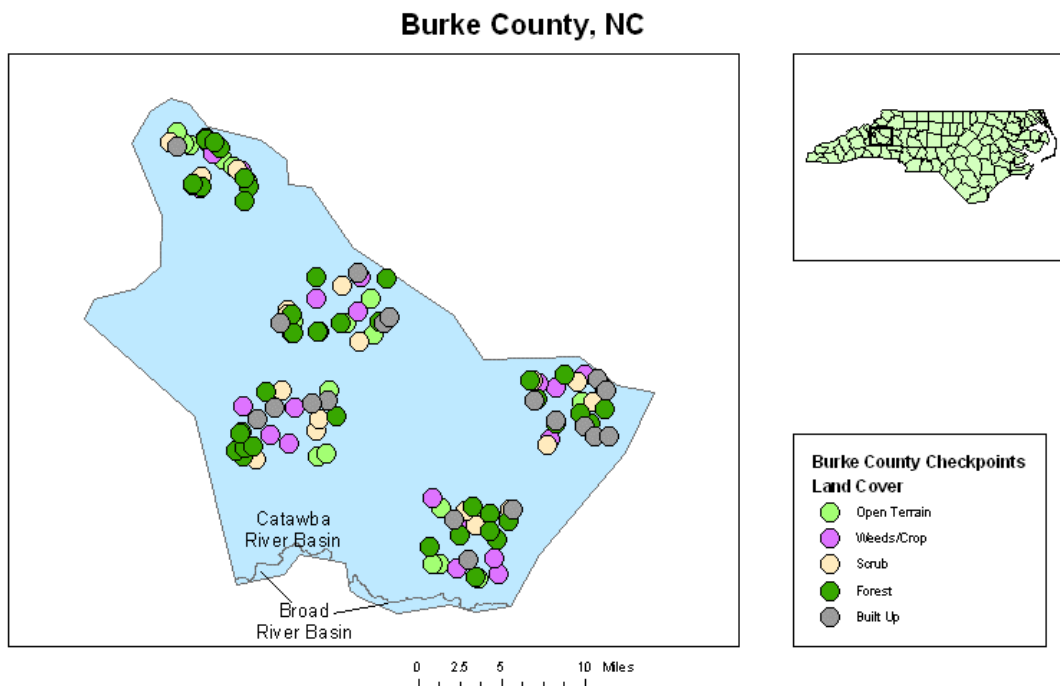 Burke County, NC
Catawba
River Basin
Broad
River Basin
Burke County Checkpoints
Land Cover
Open Terrain
Weeds/Crop
Scrub
Forest
Built Up
0 2.5 5 10 Miles